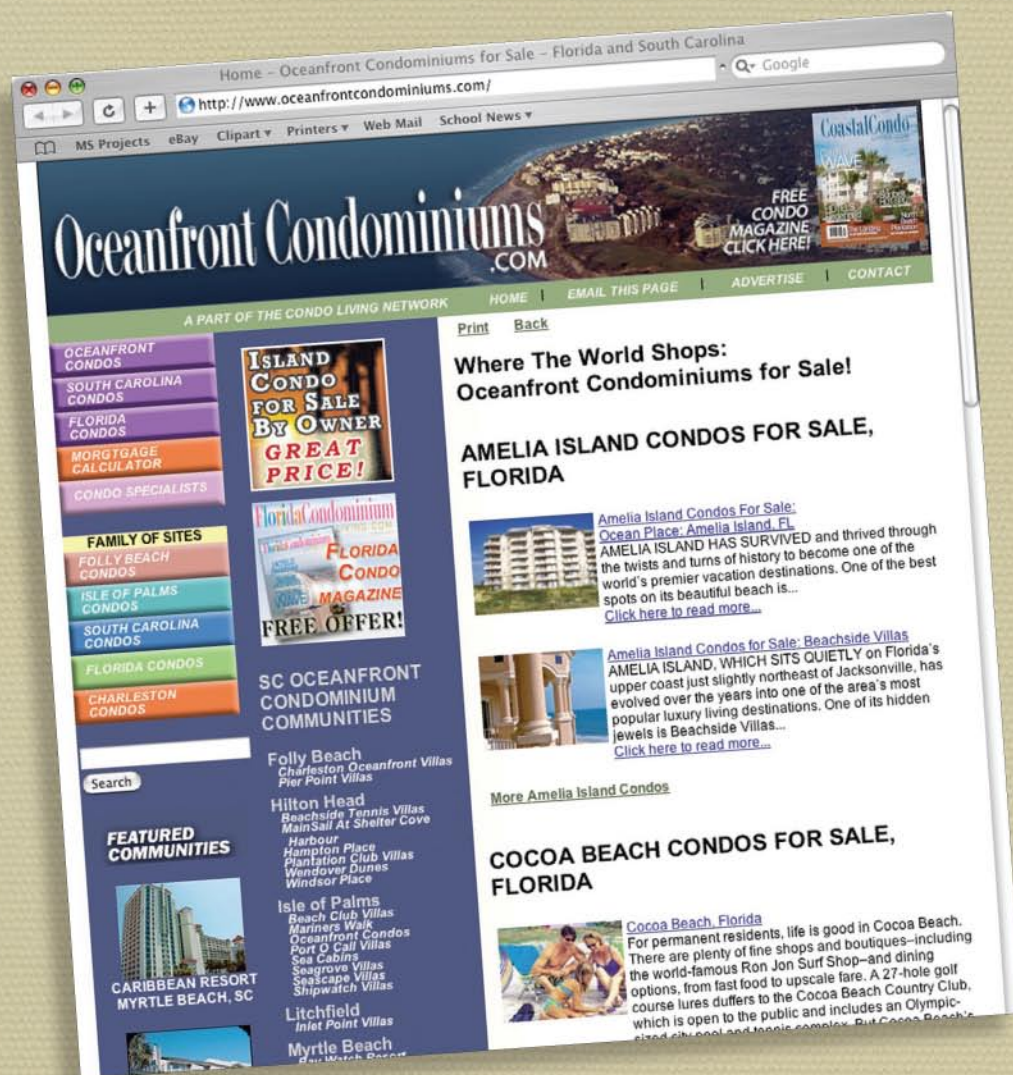 Home – Oceanfront Condominiums for Sale – Florida and South Carolina
http://www.oceanfrontcondominiums.com/
Google
MS Projects eBay Clipart Printers Web Mail School News
CoastalCondo
WAVE
Oceanfront Condominiums
.COM
FREE
CONDO
MAGAZINE
CLICK HERE!
A PART OF THE CONDO LIVING NETWORK HOME | EMAIL THIS PAGE | ADVERTISE | CONTACT
OCEANFRONT
CONDOS
SOUTH CAROLINA
CONDOS
FLORIDA
CONDOS
MORGTGAGE
CALCULATOR
CONDO SPECIALISTS
FAMILY OF SITES
FOLLY BEACH
CONDOS
ISLE OF PALMS
CONDOS
SOUTH CAROLINA
CONDOS
FLORIDA CONDOS
CHARLESTON
CONDOS
Search
FEATURED
COMMUNITIES
CARIBBEAN RESORT
MYRTLE BEACH, SC
ISLAND
CONDO
FOR SALE
BY OWNER
GREAT
PRICE!
FloridaCondominium
FLORIDA
CONDO
MAGAZINE
FREE OFFER!
SC OCEANFRONT
CONDOMINIUM
COMMUNITIES
Folly Beach
Charleston Oceanfront Villas
Pier Point Villas
Hilton Head
Beachside Tennis Villas
MainSail At Shelter Cove
Harbour
Hampton Place
Plantation Club Villas
Wendover Dunes
Windsor Place
Isle of Palms
Beach Club Villas
Mariners Walk
Oceanfront Condos
Port O Call Villas
Sea Cabins
Seagrove Villas
Seascape Villas
Shipwatch Villas
Litchfield
Inlet Point Villas
Myrtle Beach
Bay Watch Resort
Print Back
Where The World Shops:
Oceanfront Condominiums for Sale!
AMELIA ISLAND CONDOS FOR SALE,
FLORIDA
Amelia Island Condos For Sale:
Ocean Place: Amelia Island, FL
AMELIA ISLAND HAS SURVIVED and thrived through
the twists and turns of history to become one of the
world's premier vacation destinations. One of the best
spots on its beautiful beach is...
Click here to read more...
Amelia Island Condos for Sale: Beachside Villas
AMELIA ISLAND, WHICH SITS QUIETLY on Florida's
upper coast just slightly northeast of Jacksonville, has
evolved over the years into one of the area's most
popular luxury living destinations. One of its hidden
jewels is Beachside Villas...
Click here to read more...
More Amelia Island Condos
COCOA BEACH CONDOS FOR SALE,
FLORIDA
Cocoa Beach, Florida
For permanent residents, life is good in Cocoa Beach.
There are plenty of fine shops and boutiques–including
the world-famous Ron Jon Surf Shop–and dining
options, from fast food to upscale fare. A 27-hole golf
course lures duffers to the Cocoa Beach Country Club,
which is open to the public and includes an Olympic-
sized city pool and tennis complex. But Cocoa Beach's